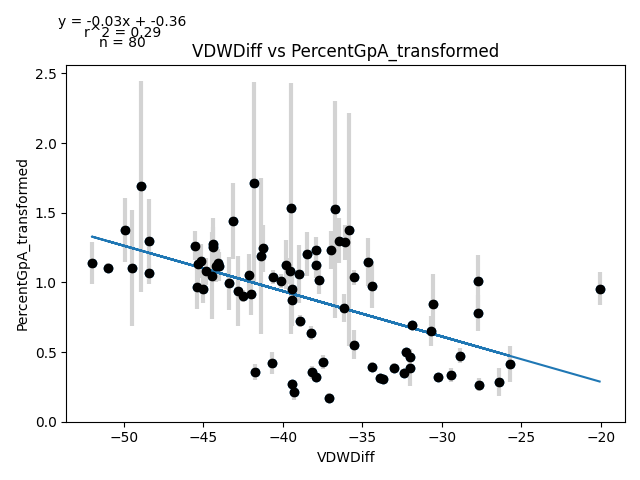 y = -0.03x + -0.36
r^2 = 0.29
n = 80
VDWDiff vs PercentGpA_transformed
2.5
2.0
1.5
1.0
0.5
0.0
PercentGpA_transformed
−50 −45 −40 −35 −30 −25 −20
VDWDiff